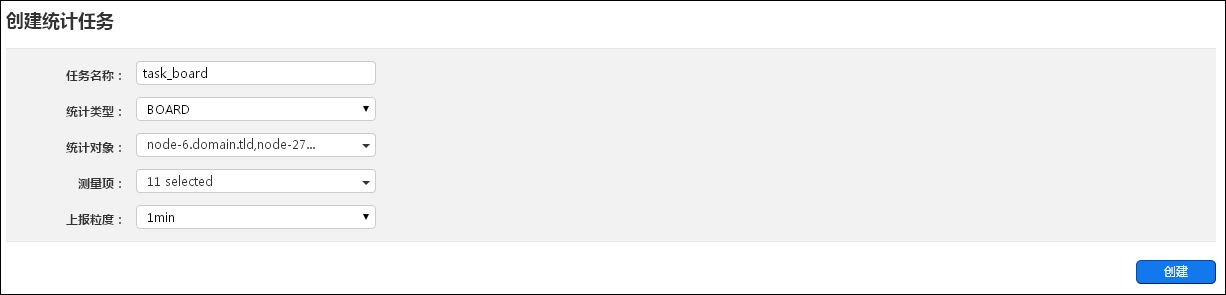 创建统计任务
任务名称： task_board
统计类型： BOARD
统计对象： node-6.domain.tld,node-27...
测量项： 11 selected
上报粒度： 1min
创建